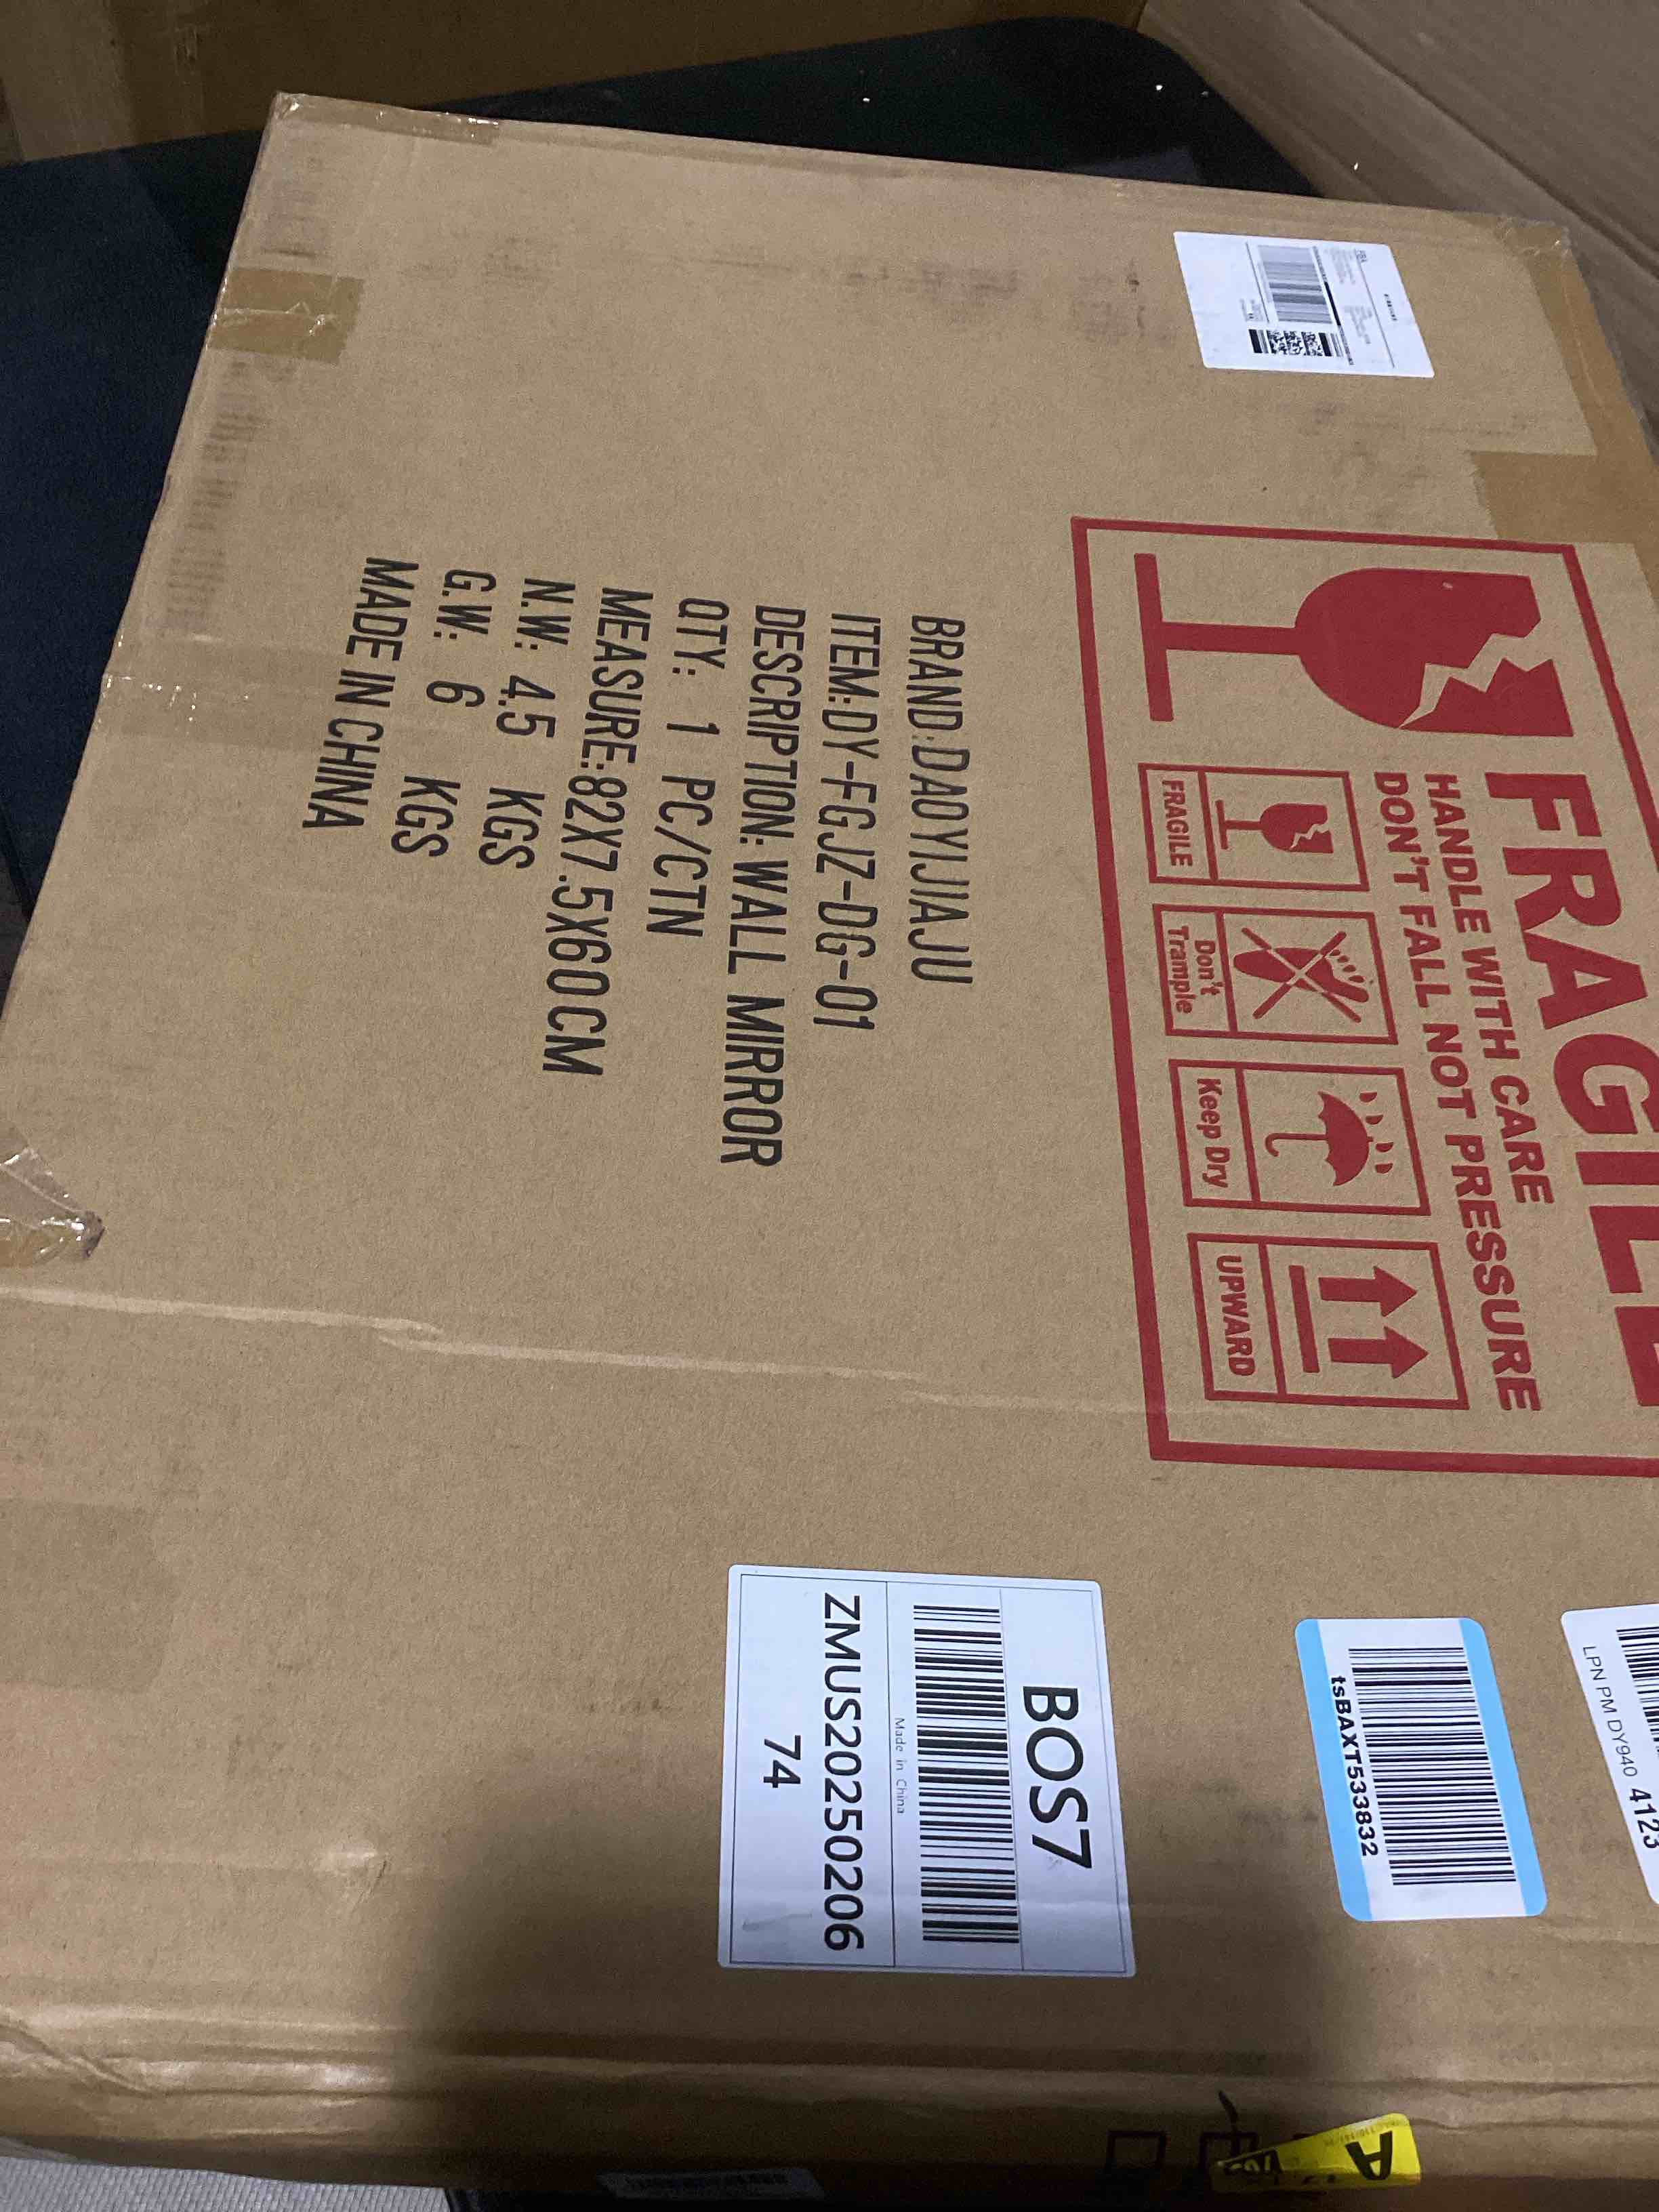 FRAGILE
HANDLE WITH CARE
DON'T FALL NOT PRESSURE
FRAGILE
Don't
Trample
Keep Dry
UPWARD
BRAND:DAOYIJIAJU
ITEM:DY-FGJZ-DG-01
DESCRIPTION:WALL MIRROR
QTY: 1 PC/CTN
MEASURE:82X7.5X60CM
N.W: 4.5 KGS
G.W: 6 KGS
MADE IN CHINA
FBA
LPN PM DY940 4123
tsBAXT533832
BOS7
Made in China
ZMUS20250206
74
A